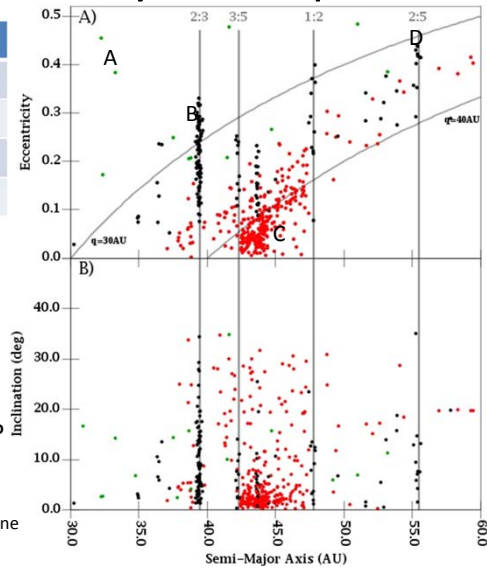 A)
2:3 3:5 1:2 2:5
0.5
0.4
0.3
0.2
0.1
0.0
Eccentricity
A
B
C
D
q=30AU
q=40AU
B)
40.0
30.0
20.0
10.0
0.0
Inclination (deg)
30.0 35.0 40.0 45.0 50.0 55.0 60.0
Semi-Major Axis (AU)
ne